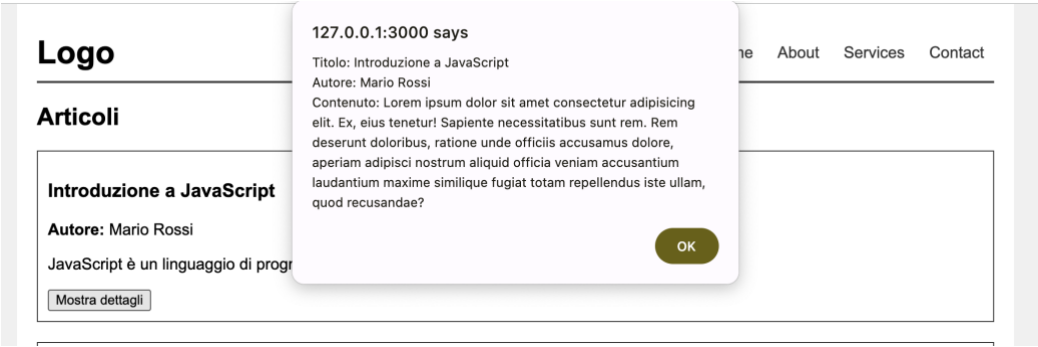 127.0.0.1:3000 says
Titolo: Introduzione a JavaScript
Autore: Mario Rossi
Contenuto: Lorem ipsum dolor sit amet consectetur adipisicing
elit. Ex, eius tenetur! Sapiente necessitatibus sunt rem. Rem
deserunt doloribus, ratione unde officiis accusamus dolore,
aperiam adipisci nostrum aliquid officia veniam accusantium
laudantium maxime similique fugiat totam repellendus iste ullam,
quod recusandae?
OK
Logo
About Services Contact
Articoli
Introduzione a JavaScript
Autore: Mario Rossi
JavaScript è un linguaggio di
Mostra dettagli